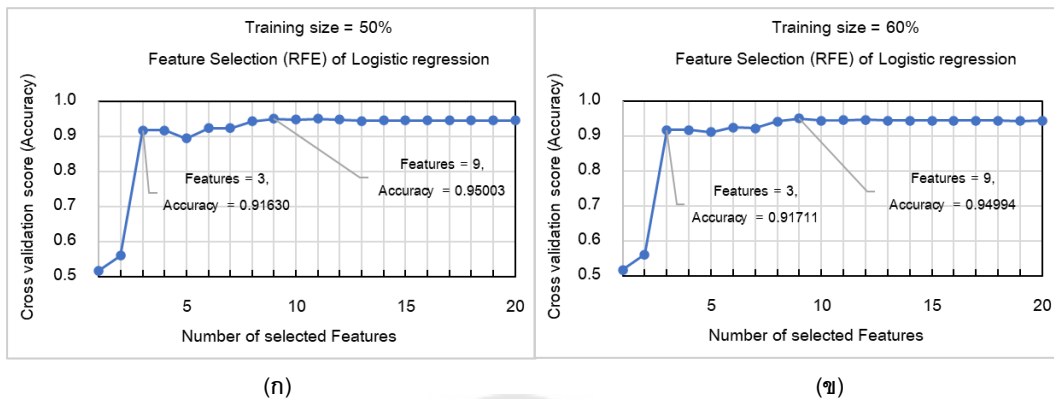 Training size = 50%
Feature Selection (RFE) of Logistic regression
Cross validation score (Accuracy)
1.0
0.9
0.8
0.7
0.6
0.5
Features = 3,
Accuracy = 0.91630
Features = 9,
Accuracy = 0.95003
5
10
15
20
Number of selected Features
(ก)
Training size = 60%
Feature Selection (RFE) of Logistic regression
Cross validation score (Accuracy)
1.0
0.9
0.8
0.7
0.6
0.5
Features = 3,
Accuracy = 0.91711
Features = 9,
Accuracy = 0.94994
5
10
15
20
Number of selected Features
(ข)